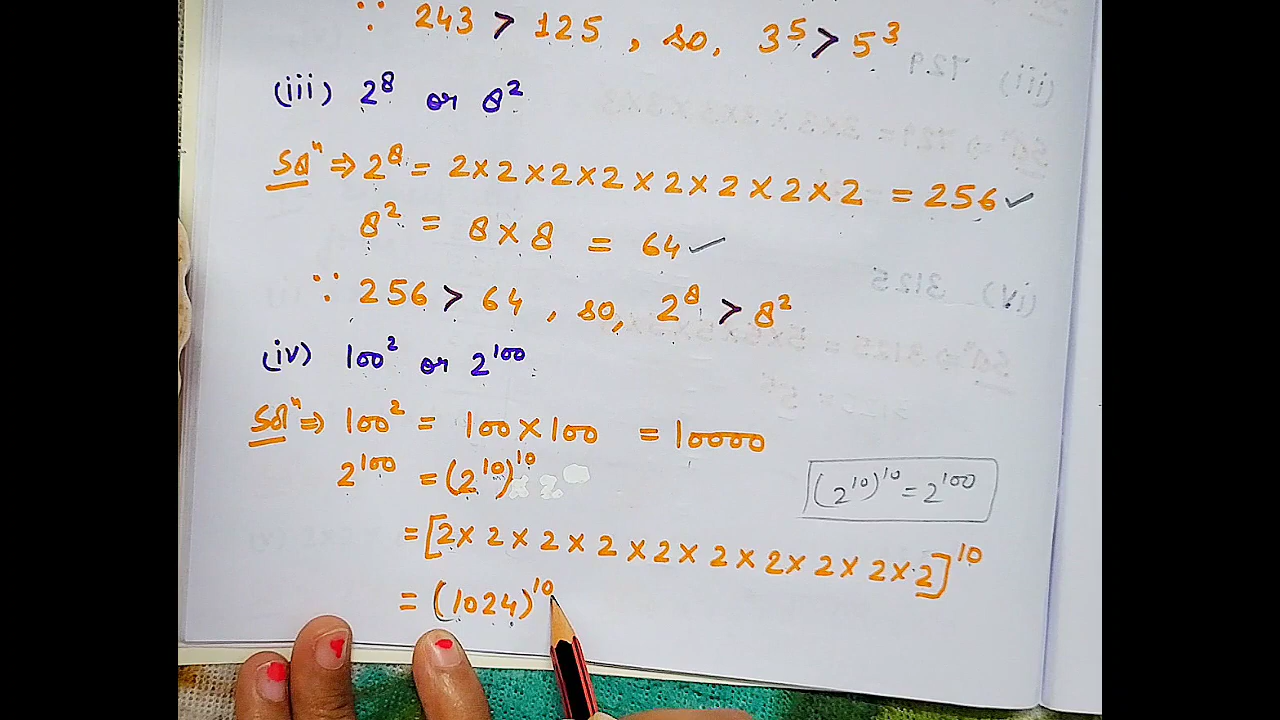 ∵ 243 > 125, so, 3⁵ > 5³
(iii) 2⁸ or 8²
Solⁿ ⇒ 2⁸ = 2×2×2×2×2×2×2×2 = 256 ✓
8² = 8×8 = 64 ✓
∵ 256 > 64, so, 2⁸ > 8²
(iv) 100² or 2¹⁰⁰
Solⁿ ⇒ 100² = 100×100 = 10000
2¹⁰⁰ = (2¹⁰)¹⁰
(2¹⁰)¹⁰ = 2¹⁰⁰
= [2×2×2×2×2×2×2×2×2×2]¹⁰
= (1024)¹⁰